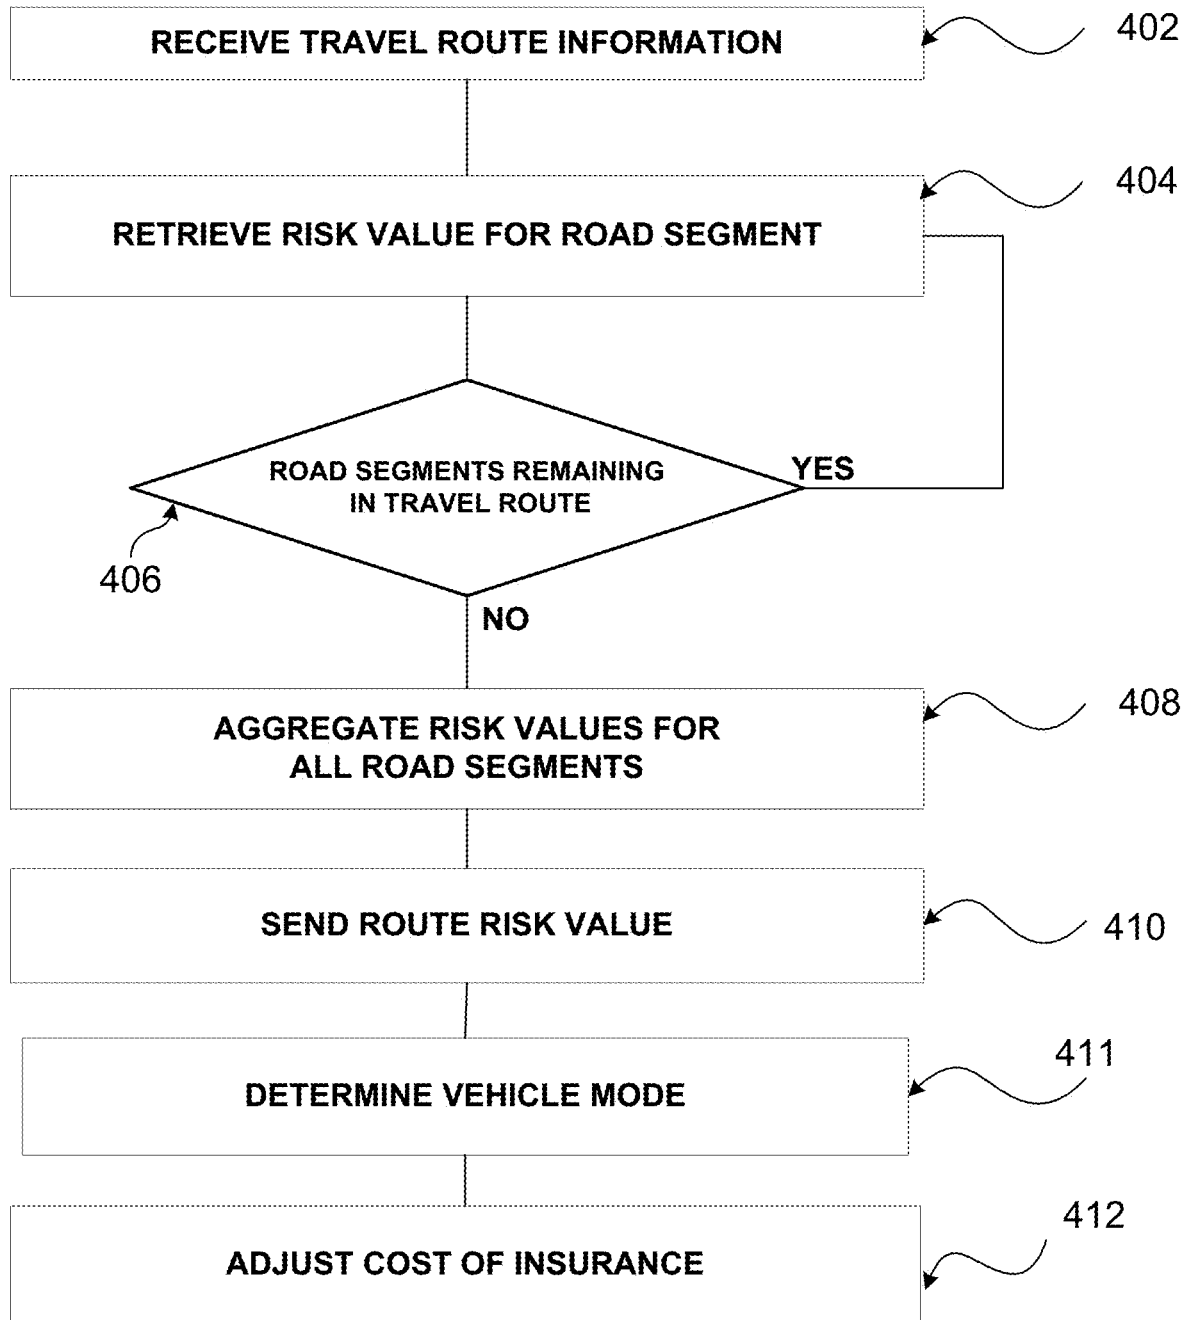 RECEIVE TRAVEL ROUTE INFORMATION
402
404
RETRIEVE RISK VALUE FOR ROAD SEGMENT
ROAD SEGMENTS REMAINING
IN TRAVEL ROUTE
YES
406
NO
AGGREGATE RISK VALUES FOR
ALL ROAD SEGMENTS
408
SEND ROUTE RISK VALUE
410
DETERMINE VEHICLE MODE
411
ADJUST COST OF INSURANCE
412